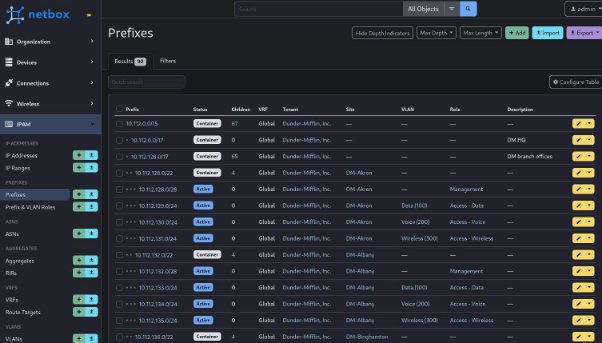 netbox
Search
All Objects
admin
Prefixes
Hide Depth Indicators Max Depth Max Length Add Import Export
Results Filters
Quick search
Configure Table
Organization
Devices
Connections
Wireless
IPAM
IP ADDRESSES
IP Addresses
IP Ranges
PREFIXES
Prefixes
Prefix & VLAN Roles
ASNS
ASNs
AGGREGATES
Aggregates
RIRs
VRFS
VRFs
Route Targets
VLANS
VLANs
Prefix Status Children VRF Tenant Site VLAN Role Description
10.112.0.0/15 Container 67 Global Dunder-Mifflin, Inc. — — — —
10.112.0.0/17 Container 0 Global Dunder-Mifflin, Inc. — — — DM HQ
10.112.128.0/17 Container 65 Global Dunder-Mifflin, Inc. — — — DM branch offices
10.112.128.0/22 Container 4 Global Dunder-Mifflin, Inc. DM-Akron — — —
10.112.128.0/28 Active 0 Global Dunder-Mifflin, Inc. DM-Akron — Management —
10.112.129.0/24 Active 0 Global Dunder-Mifflin, Inc. DM-Akron Data (100) Access - Data —
10.112.130.0/24 Active 0 Global Dunder-Mifflin, Inc. DM-Akron Voice (200) Access - Voice —
10.112.131.0/24 Active 0 Global Dunder-Mifflin, Inc. DM-Akron Wireless (300) Access - Wireless —
10.112.132.0/22 Container 4 Global Dunder-Mifflin, Inc. DM-Albany — — —
10.112.132.0/28 Active 0 Global Dunder-Mifflin, Inc. DM-Albany — Management —
10.112.133.0/24 Active 0 Global Dunder-Mifflin, Inc. DM-Albany Data (100) Access - Data —
10.112.134.0/24 Active 0 Global Dunder-Mifflin, Inc. DM-Albany Voice (200) Access - Voice —
10.112.135.0/24 Active 0 Global Dunder-Mifflin, Inc. DM-Albany Wireless (300) Access - Wireless —
10.112.136.0/22 Container 4 Global Dunder-Mifflin, Inc. DM-Binghamton — — —